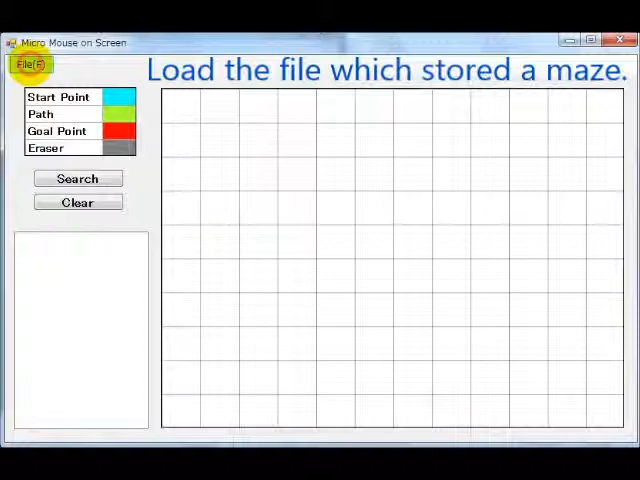 Micro Mouse on Screen
File(F)
Load the file which stored a maze.
Start Point
Path
Goal Point
Eraser
Search
Clear